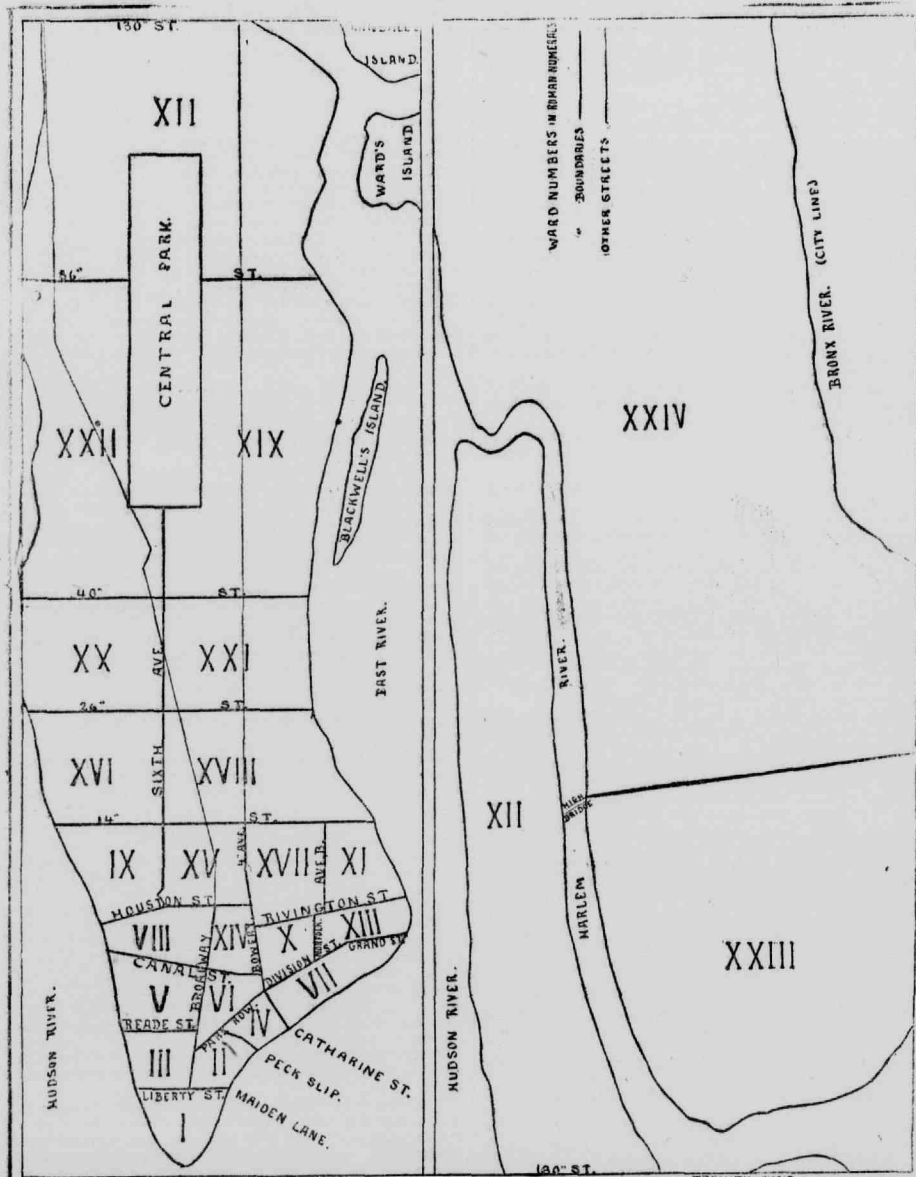 130" ST.
ISLAND.
XII
WARD'S
ISLAND
86" ST.
CENTRAL PARK.
XXII
XIX
BLACKWELL'S ISLAND.
40" ST.
XX
AVE.
XXI
EAST RIVER.
26" ST.
XVI
SIXTH
XVIII
14" ST.
IX
XV
4" AVE
XVII
AVE. B.
XI
HOUSDON ST.
RIVINGTON ST.
VIII
BROADWAY
XIV
BOWERY.
X
XIII
CANAL ST.
DIVISION ST.
GRAND ST.
V
VI
VII
READE ST.
PARK ROW.
IV
CATHARINE ST.
III
II
PECK SLIP.
LIBERTY ST.
MAIDEN LANE.
I
HUDSON RIVER.
WARD NUMBERS IN ROMAN NUMERALS
" BOUNDARIES
OTHER STREETS
BRONX RIVER. (CITY LINE)
XXIV
RIVER.
HIGH
BRIDGE
XII
HARLEM
XXIII
HUDSON RIVER.
130" ST.